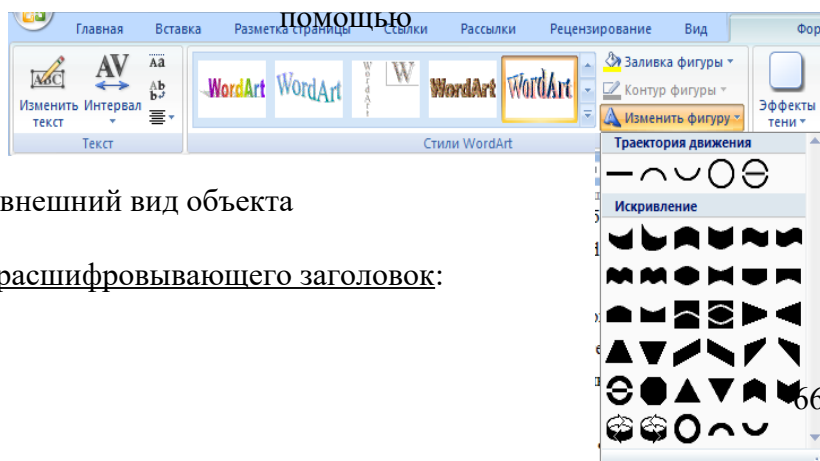 помощью
Главная Вставка Разметка страницы Ссылки Рассылки Рецензирование Вид Фор
Изменить текст
Интервал
Текст
WordArt WordArt WordArt W WordArt WordArt
Стили WordArt
Заливка фигуры
Контур фигуры
Изменить фигуру
Эффекты тени
Траектория движения
Искривление
внешний вид объекта
расшифровывающего заголовок:
66